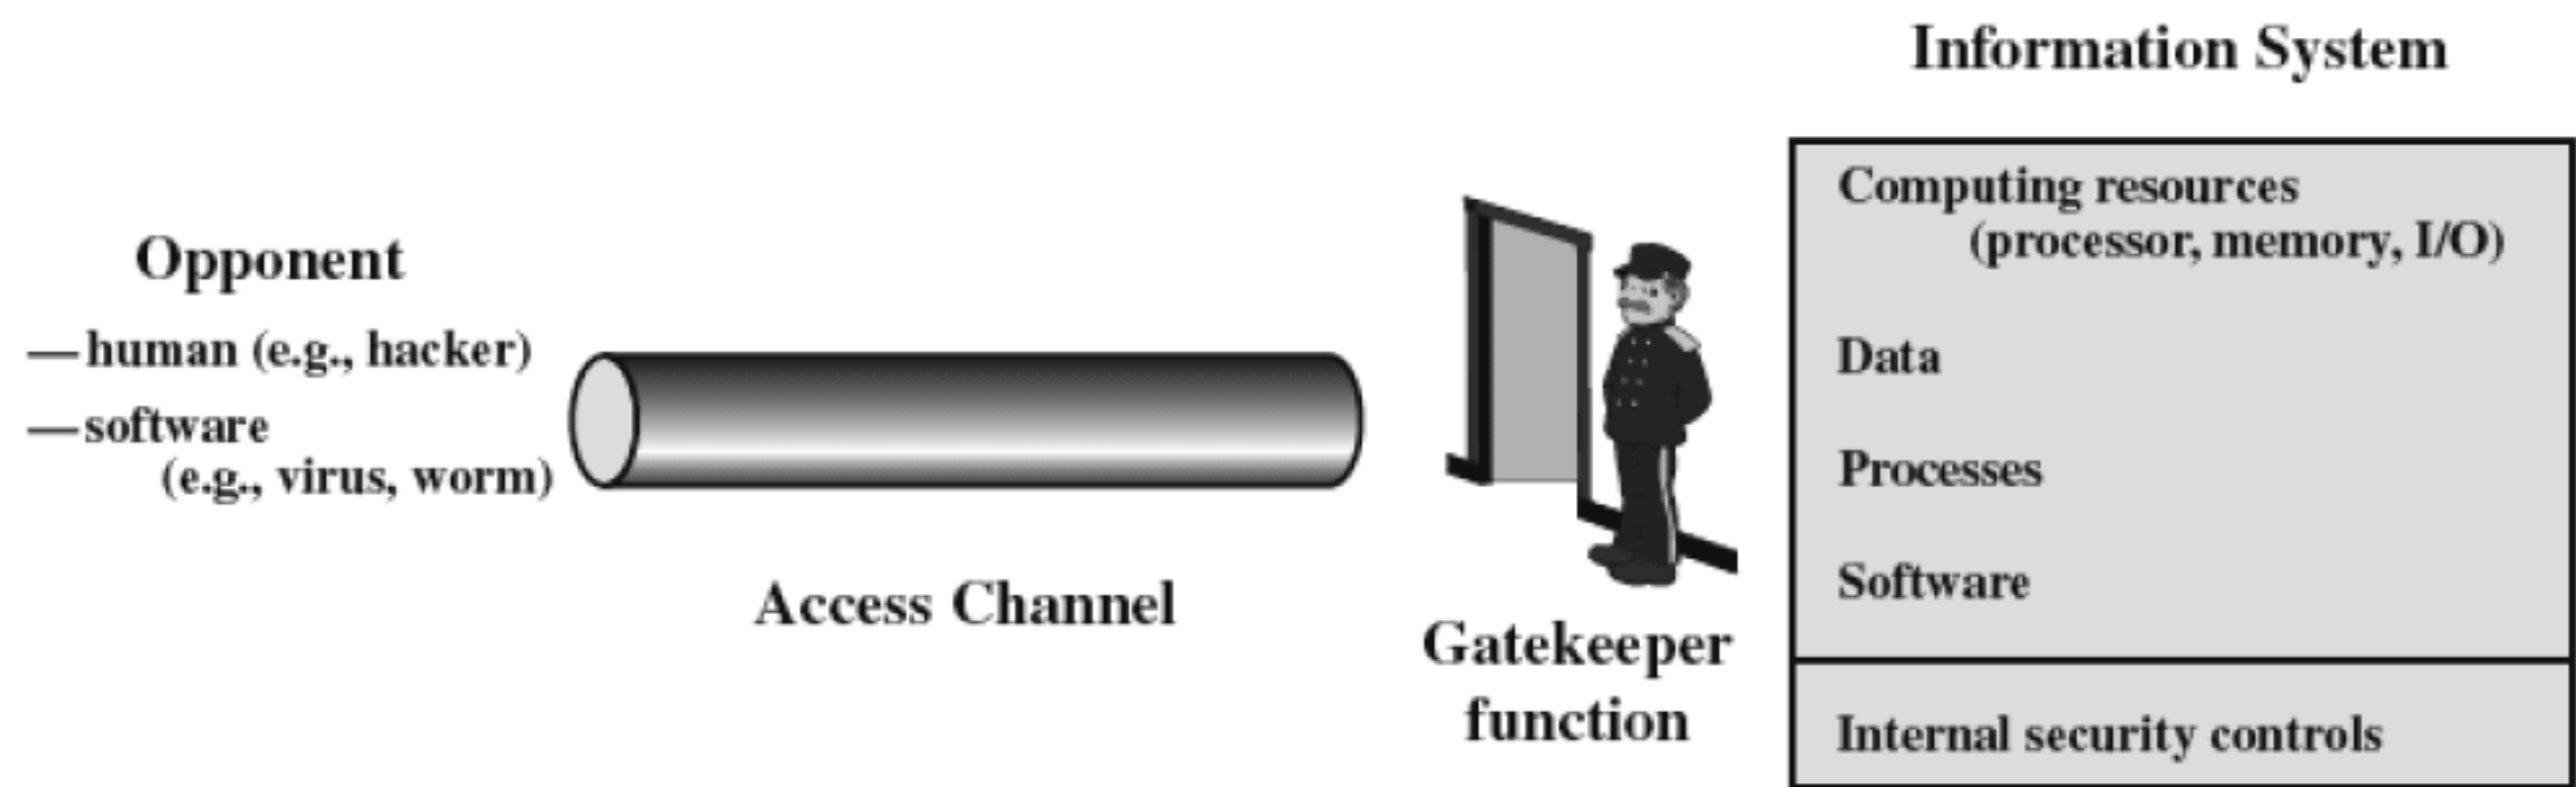 Information System
Opponent
—human (e.g., hacker)
—software
(e.g., virus, worm)
Access Channel
Gatekeeper
function
Computing resources
(processor, memory, I/O)
Data
Processes
Software
Internal security controls